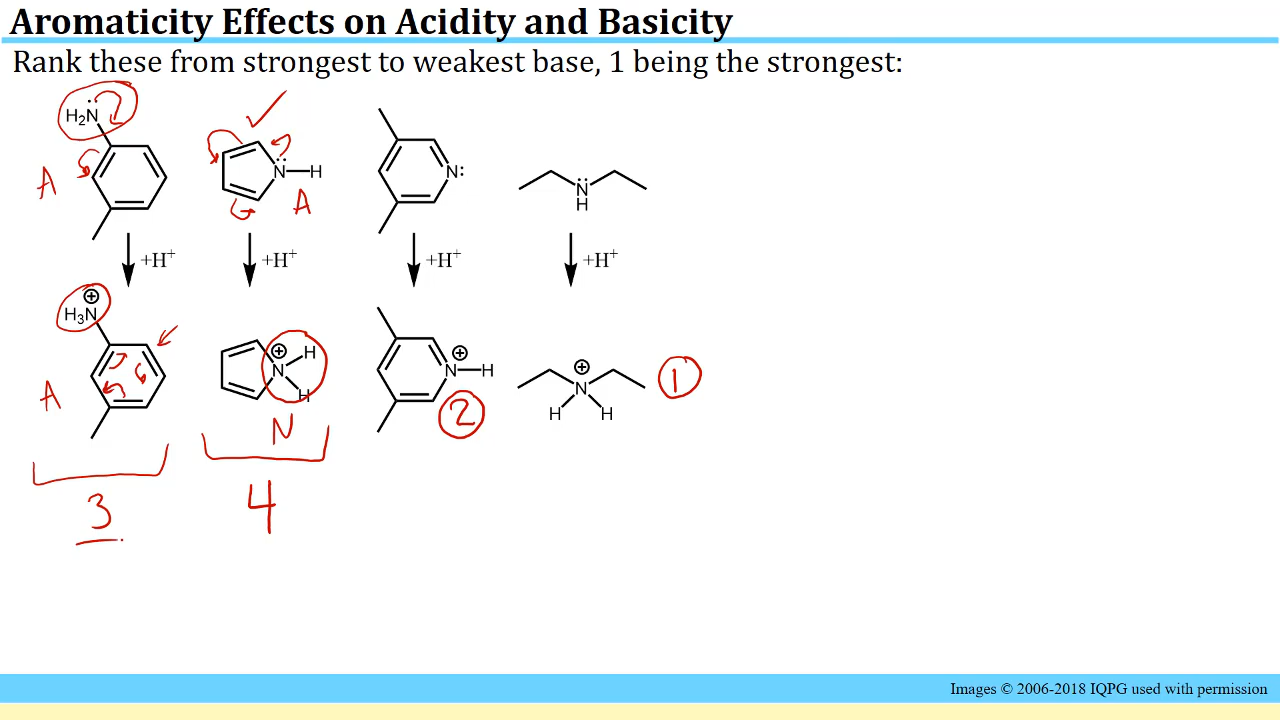 Aromaticity Effects on Acidity and Basicity
Rank these from strongest to weakest base, 1 being the strongest:
H₂N
N
H
N:
N
H
A
A
+H⁺
+H⁺
+H⁺
+H⁺
H₃N
⊕
N
⊕
H
H
N
⊕
H
N
⊕
H
H
A
N
2
1
3
4
Images © 2006-2018 IQPG used with permission